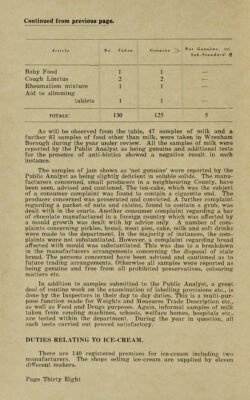 Continued from previous page.
Article No. Taken Genuine Not Genuine, or Sub-Standard
Baby Food 1 1 —
Cough Linctus 2 2 —
Rheumatism mixture 1 1 —
Aid to slimming
tablets 1 1 —
TOTALS: 130 125 5
As will be observed from the table, 47 samples of milk and a
further 83 samples of food other than milk, were taken in Wrexham
Borough during the year under review. All the samples of milk were
reported by the Public Analyst as being genuine and additional tests
for the presence of anti-biotics showed a negative result in each
instance.
The samples of jam shown as 'not genuine' were reported by the
Public Analyst as being slightly deficient in soluble solids. The manu-
facturers concerned, small producers in a neighbouring County, have
been seen, advised and cautioned. The tea-cake, which was the subject
of a consumer complaint was found to contain a cigarette end. The
producer concerned was prosecuted and convicted. A further complaint
regarding a packet of nuts and raisins, found to contain a grub, was
dealt with in the courts. Another consumer complaint regarding a bar
of chocolate manufactured in a foreign country which was affected by
a mould growth was dealt with by advice only. A number of com-
plaints concerning pickles, bread, meat pies, cake, milk and soft drinks
were made to the department. In the majority of instances, the com-
plaints were not substantiated. However, a complaint regarding bread
affected with mould was substantiated. This was due to a breakdown
in the manufacturers arrangements concerning the disposal of stale
bread. The persons concerned have been advised and cautioned as to
future trading arrangements. Otherwise all samples were reported as
being genuine and free from all prohibited preservatives, colouring
matters etc.
In addition to samples submitted to the Public Analyst, a great
deal of routine work on the examination of labelling provisions etc., is
done by the Inspectors in their day to day duties. This is a multi-pur-
pose function made for Weights and Measures Trade Description etc.,
as well as Food and Drugs purposes. Again, informal samples of milk
taken from vending machines, schools, welfare homes, hospitals etc.,
are tested within the department. During the year in question, all
such tests carried out proved satisfactory.
DUTIES RELATING TO ICE-CREAM.
There are 140 registered premises for ice-cream including two
manufacturers. The shops selling ice-cream are supplied by eleven
different makers.
Page Thirty Eight